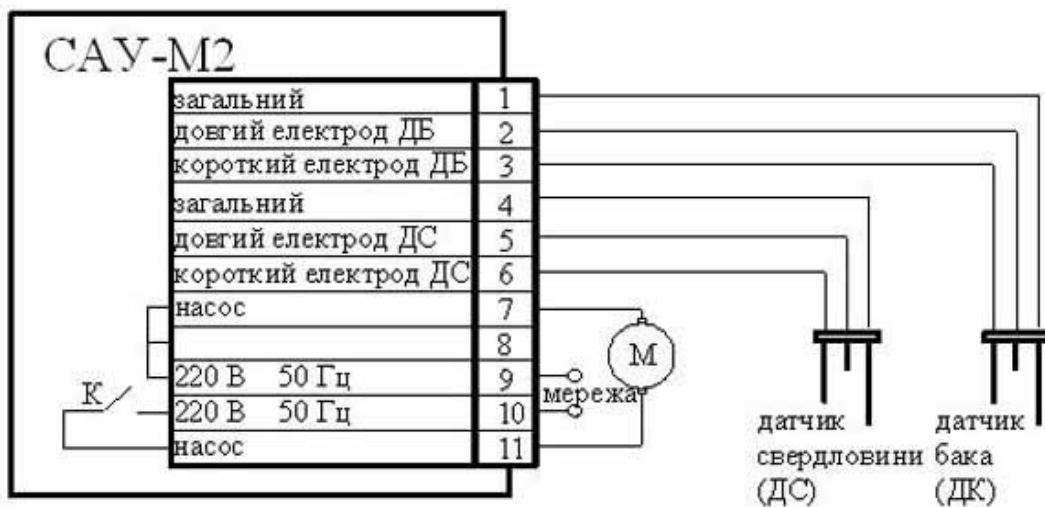 САУ-М2
загальний 1
довгий електрод ДБ 2
короткий електрод ДБ 3
загальний 4
довгий електрод ДС 5
короткий електрод ДС 6
насос 7
8
220 В 50 Гц 9
220 В 50 Гц 10
насос 11
К
М
мережа
датчик
свердловини
(ДС)
датчик
бака
(ДК)